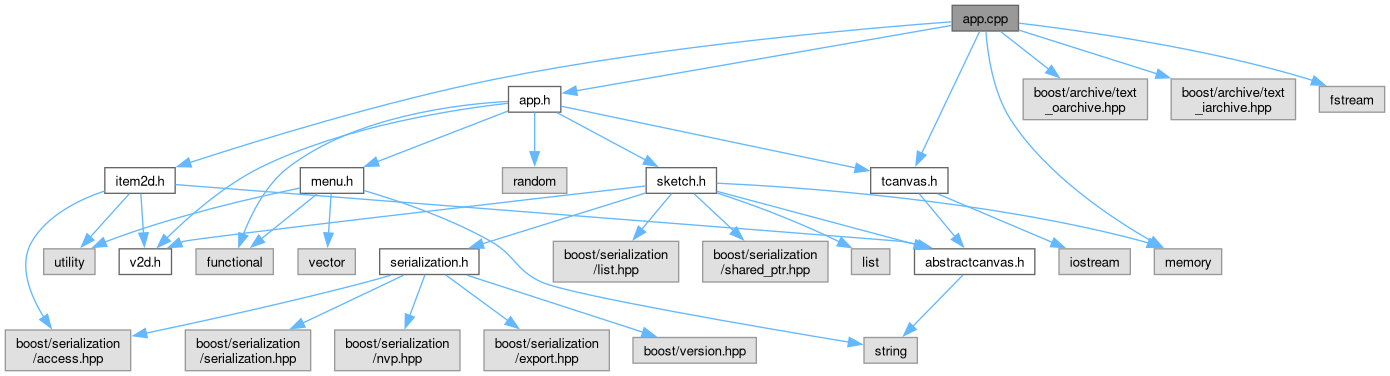 app.cpp
app.h
boost/archive/text
_oarchive.hpp
boost/archive/text
_iarchive.hpp
fstream
item2d.h
menu.h
random
sketch.h
tcanvas.h
utility
v2d.h
functional
vector
serialization.h
boost/serialization
/list.hpp
boost/serialization
/shared_ptr.hpp
list
abstractcanvas.h
iostream
memory
boost/serialization
/access.hpp
boost/serialization
/serialization.hpp
boost/serialization
/nvp.hpp
boost/serialization
/export.hpp
boost/version.hpp
string